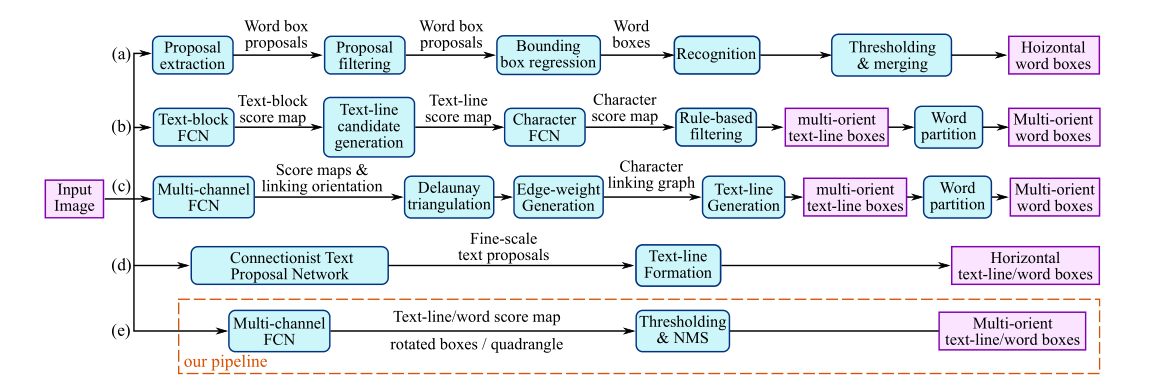 Word box
proposals
Word box
proposals
Word
boxes
(a)
Proposal
extraction
Proposal
filtering
Bounding
box regression
Recognition
Thresholding
& merging
Hoizontal
word boxes
(b)
Text-block
FCN
Text-block
score map
Text-line
candidate
generation
Text-line
score map
Character
FCN
Character
score map
Rule-based
filtering
multi-orient
text-line boxes
Word
partition
Multi-orient
word boxes
Input
Image
(c)
Multi-channel
FCN
Score maps &
linking orientation
Delaunay
triangulation
Edge-weight
Generation
Character
linking graph
Text-line
Generation
multi-orient
text-line boxes
Word
partition
Multi-orient
word boxes
(d)
Connectionist Text
Proposal Network
Fine-scale
text proposals
Text-line
Formation
Horizontal
text-line/word boxes
(e)
Multi-channel
FCN
Text-line/word score map
rotated boxes / quadrangle
Thresholding
& NMS
Multi-orient
text-line/word boxes
our pipeline